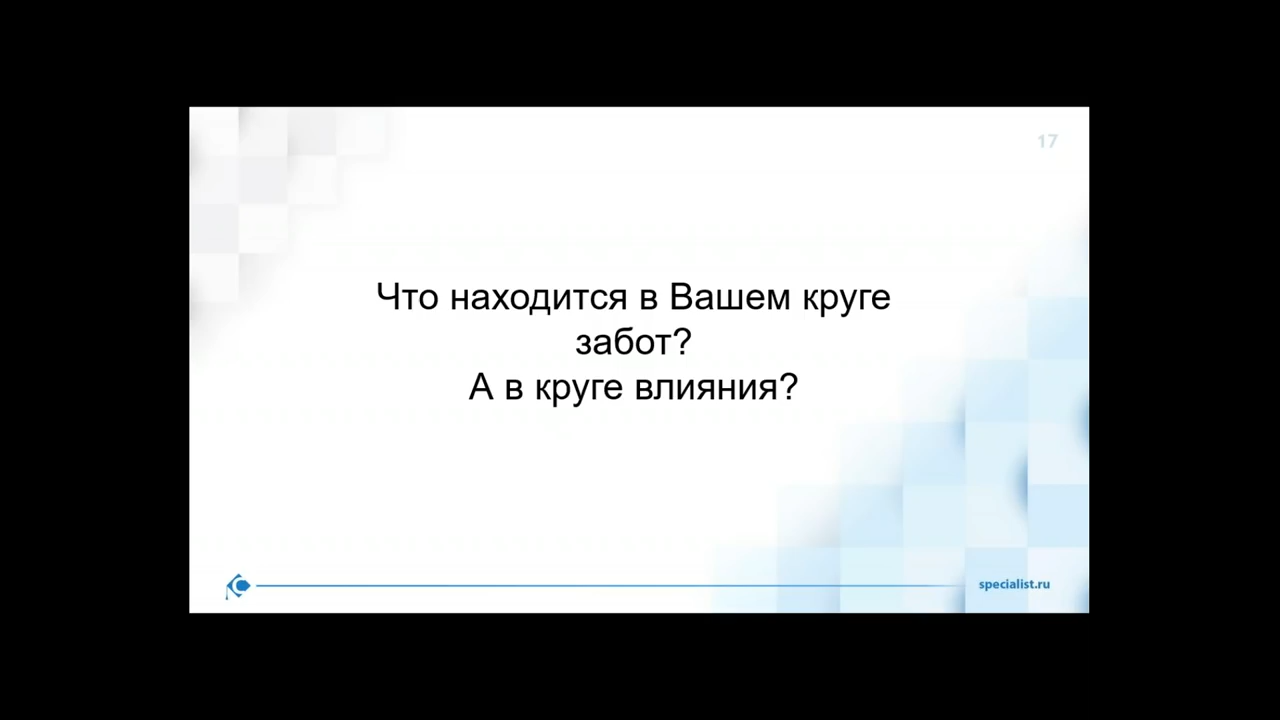 17
Что находится в Вашем круге
забот?
А в круге влияния?
specialist.ru